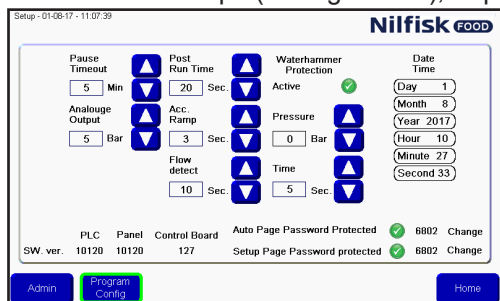 Setup - 01-08-17 - 11:07:39
Nilfisk FOOD
Pause Timeout
5 Min
Analouge Output
5 Bar
Post Run Time
20 Sec.
Acc. Ramp
3 Sec.
Flow detect
10 Sec.
Waterhammer Protection
Active
Pressure
0 Bar
Time
5 Sec.
Date Time
Day 1
Month 8
Year 2017
Hour 10
Minute 27
Second 33
PLC Panel Control Board
SW. ver. 10120 10120 127
Auto Page Password Protected 6802 Change
Setup Page Password protected 6802 Change
Admin
Program Config
Home